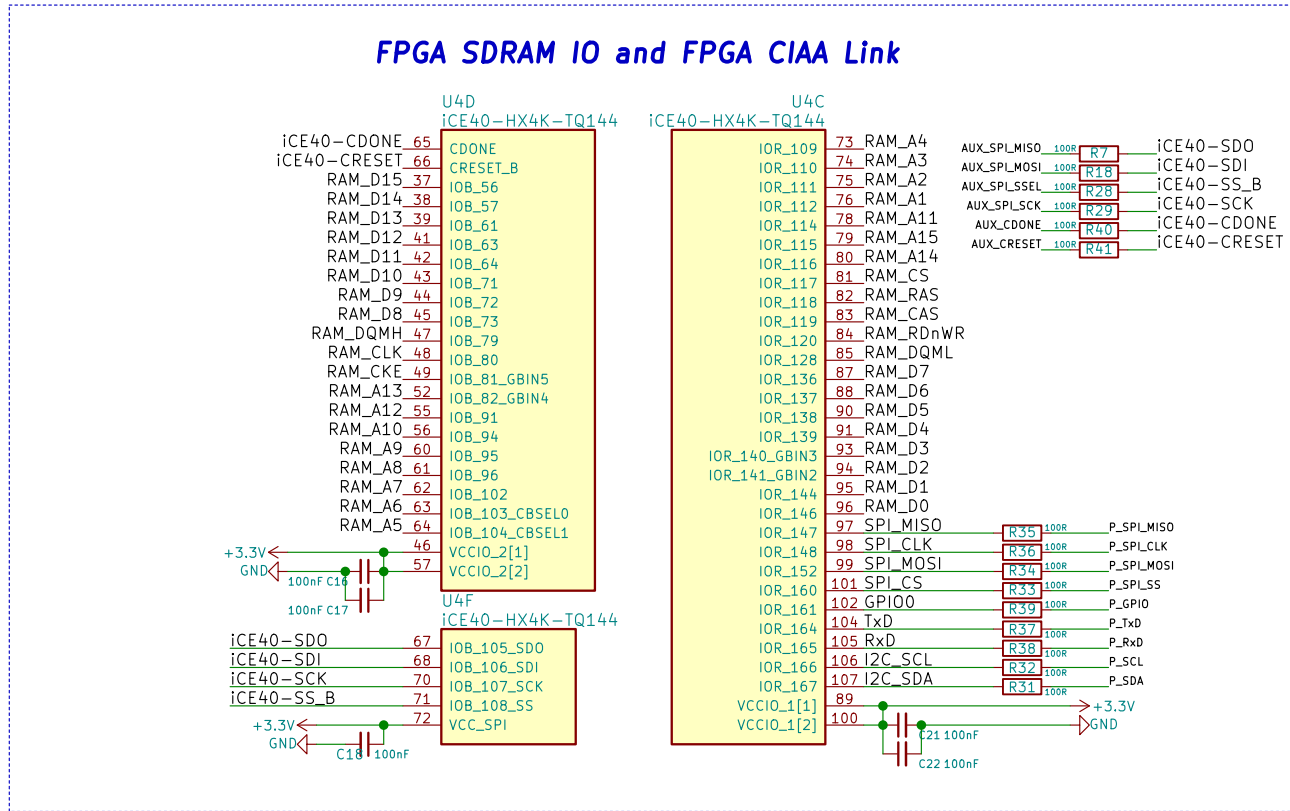 FPGA SDRAM IO and FPGA CIAA Link
U4D
iCE40-HX4K-TQ144
iCE40-CDONE 65 CDONE
iCE40-CRESET 66 CRESET_B
RAM_D15 37 IOB_56
RAM_D14 38 IOB_57
RAM_D13 39 IOB_61
RAM_D12 41 IOB_63
RAM_D11 42 IOB_64
RAM_D10 43 IOB_71
RAM_D9 44 IOB_72
RAM_D8 45 IOB_73
RAM_DQMH 47 IOB_79
RAM_CLK 48 IOB_80
RAM_CKE 49 IOB_81_GBIN5
RAM_A13 52 IOB_82_GBIN4
RAM_A12 55 IOB_91
RAM_A10 56 IOB_94
RAM_A9 60 IOB_95
RAM_A8 61 IOB_96
RAM_A7 62 IOB_102
RAM_A6 63 IOB_103_CBSEL0
RAM_A5 64 IOB_104_CBSEL1
+3.3V 46 VCCIO_2[1]
GND 57 VCCIO_2[2]
100nF C16
100nF C17
U4F
iCE40-HX4K-TQ144
iCE40-SDO 67 IOB_105_SDO
iCE40-SDI 68 IOB_106_SDI
iCE40-SCK 70 IOB_107_SCK
iCE40-SS_B 71 IOB_108_SS
+3.3V 72 VCC_SPI
GND
C18 100nF
U4C
iCE40-HX4K-TQ144
IOR_109 73 RAM_A4
IOR_110 74 RAM_A3
IOR_111 75 RAM_A2
IOR_112 76 RAM_A1
IOR_114 78 RAM_A11
IOR_115 79 RAM_A15
IOR_116 80 RAM_A14
IOR_117 81 RAM_CS
IOR_118 82 RAM_RAS
IOR_119 83 RAM_CAS
IOR_120 84 RAM_RDnWR
IOR_128 85 RAM_DQML
IOR_136 87 RAM_D7
IOR_137 88 RAM_D6
IOR_138 90 RAM_D5
IOR_139 91 RAM_D4
IOR_140_GBIN3 93 RAM_D3
IOR_141_GBIN2 94 RAM_D2
IOR_144 95 RAM_D1
IOR_146 96 RAM_D0
IOR_147 97 SPI_MISO R35 100R P_SPI_MISO
IOR_148 98 SPI_CLK R36 100R P_SPI_CLK
IOR_152 99 SPI_MOSI R34 100R P_SPI_MOSI
IOR_160 101 SPI_CS R33 100R P_SPI_SS
IOR_161 102 GPIO0 R39 100R P_GPIO
IOR_164 104 TxD R37 100R P_TxD
IOR_165 105 RxD R38 100R P_RxD
IOR_166 106 I2C_SCL R32 100R P_SCL
IOR_167 107 I2C_SDA R31 100R P_SDA
VCCIO_1[1] 89 +3.3V
VCCIO_1[2] 100 GND
C21 100nF
C22 100nF
AUX_SPI_MISO 100R R7 iCE40-SDO
AUX_SPI_MOSI 100R R18 iCE40-SDI
AUX_SPI_SSEL 100R R28 iCE40-SS_B
AUX_SPI_SCK 100R R29 iCE40-SCK
AUX_CDONE 100R R40 iCE40-CDONE
AUX_CRESET 100R R41 iCE40-CRESET